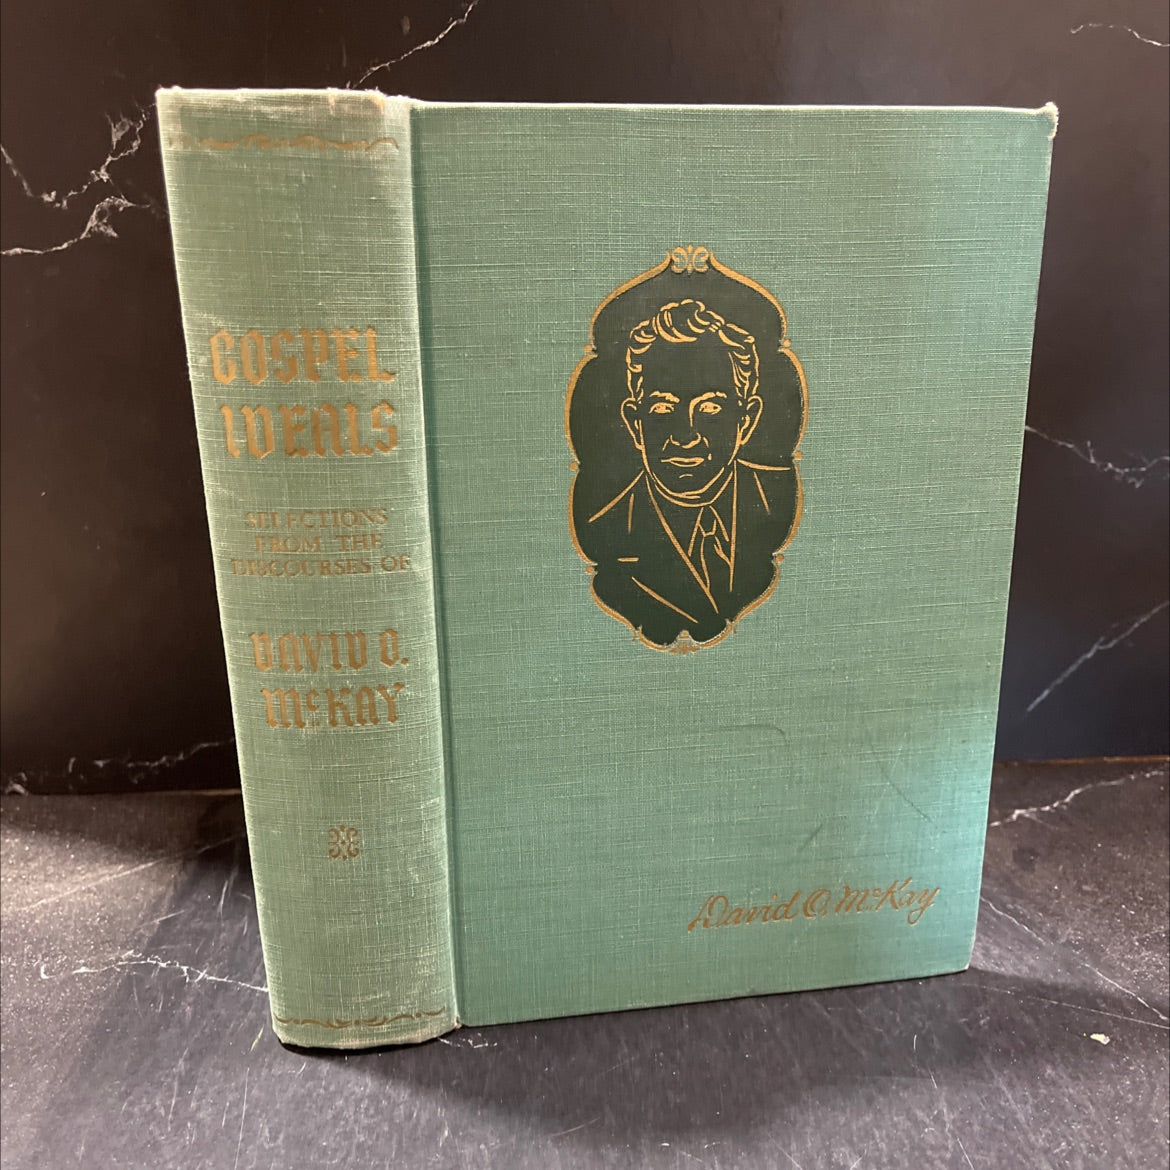 GOSPEL
IDEALS
SELECTIONS
FROM THE
DISCOURSES OF
DAVID O.
McKAY
David O. McKay